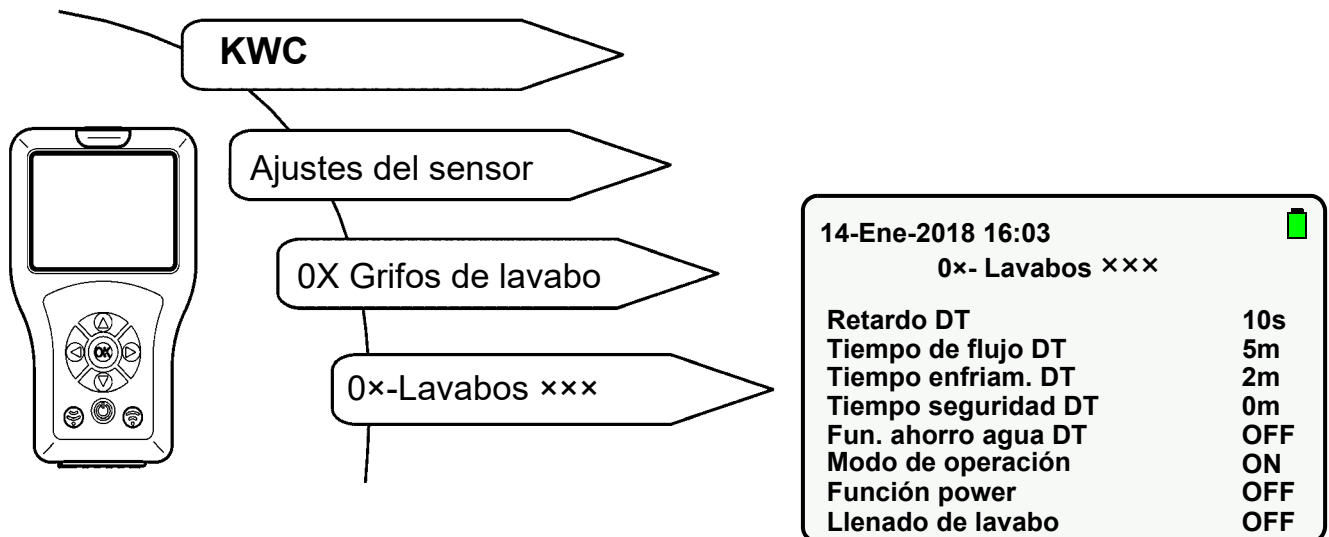 KWC
Ajustes del sensor
0X Grifos de lavabo
0×-Lavabos ×××
OK
14-Ene-2018 16:03
0×- Lavabos ×××
Retardo DT 10s
Tiempo de flujo DT 5m
Tiempo enfriam. DT 2m
Tiempo seguridad DT 0m
Fun. ahorro agua DT OFF
Modo de operación ON
Función power OFF
Llenado de lavabo OFF